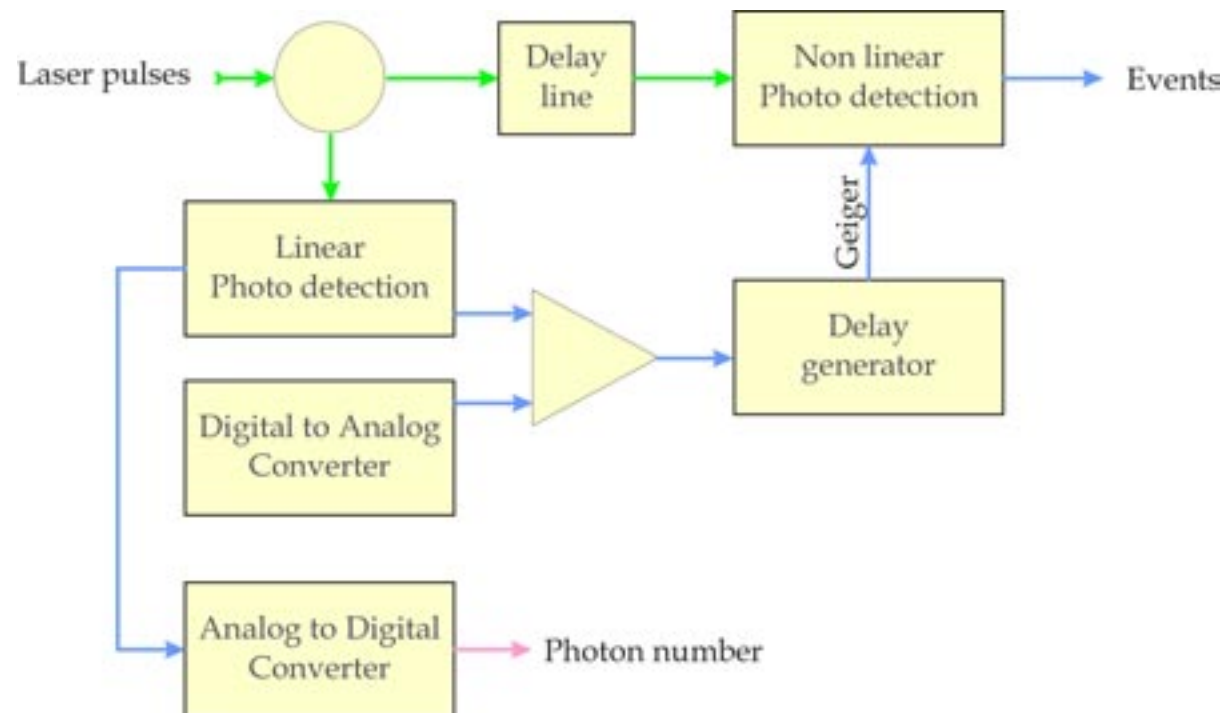 Laser pulses
Delay
line
Non linear
Photo detection
Events
Linear
Photo detection
Geiger
Delay
generator
Digital to Analog
Converter
Analog to Digital
Converter
Photon number